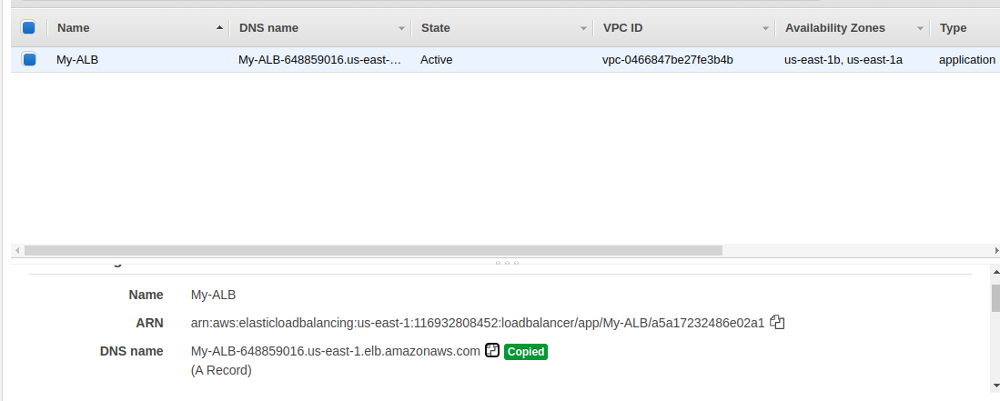 Name DNS name State VPC ID Availability Zones Type
My-ALB My-ALB-648859016.us-east-… Active vpc-0466847be27fe3b4b us-east-1b, us-east-1a application
Name My-ALB
ARN arn:aws:elasticloadbalancing:us-east-1:116932808452:loadbalancer/app/My-ALB/a5a17232486e02a1
DNS name My-ALB-648859016.us-east-1.elb.amazonaws.com Copied
(A Record)